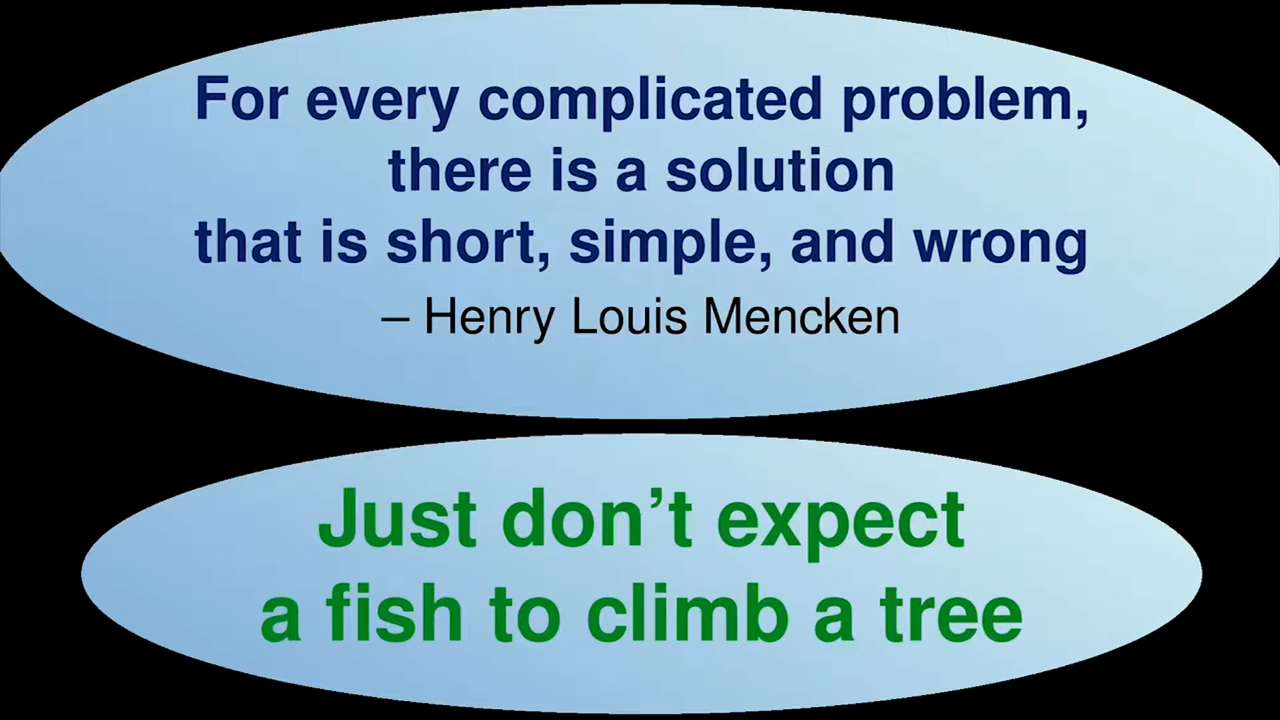 For every complicated problem,
there is a solution
that is short, simple, and wrong
– Henry Louis Mencken
Just don’t expect
a fish to climb a tree